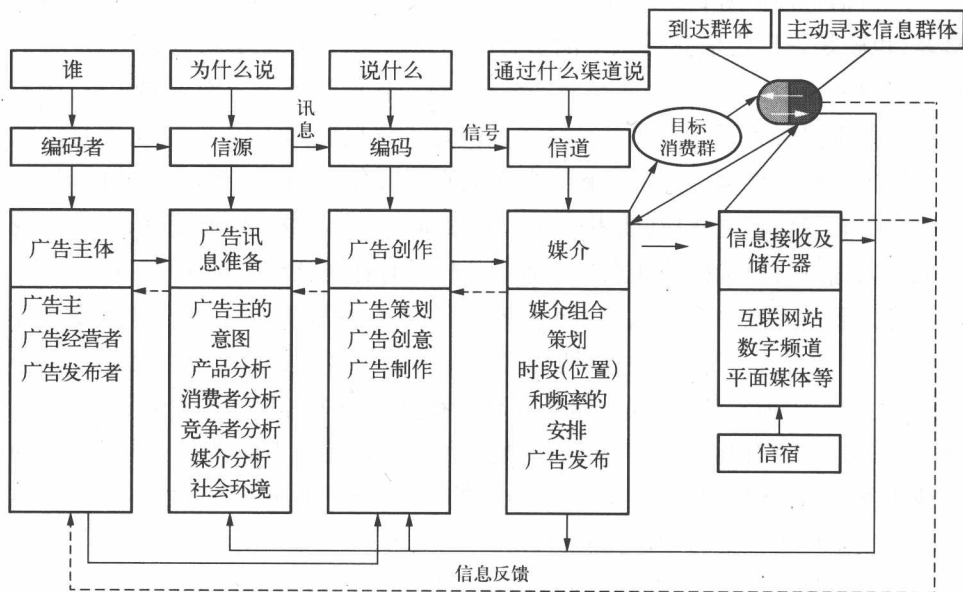 到达群体
主动寻求信息群体
谁
为什么说
说什么
通过什么渠道说
讯
息
信号
目标
消费群
编码者
信源
编码
信道
广告主体
广告讯
息准备
广告创作
媒介
信息接收及
储存器
广告主
广告经营者
广告发布者
广告主的
意图
产品分析
消费者分析
竞争者分析
媒介分析
社会环境
广告策划
广告创意
广告制作
媒介组合
策划
时段(位置)
和频率的
安排
广告发布
互联网站
数字频道
平面媒体等
信宿
信息反馈